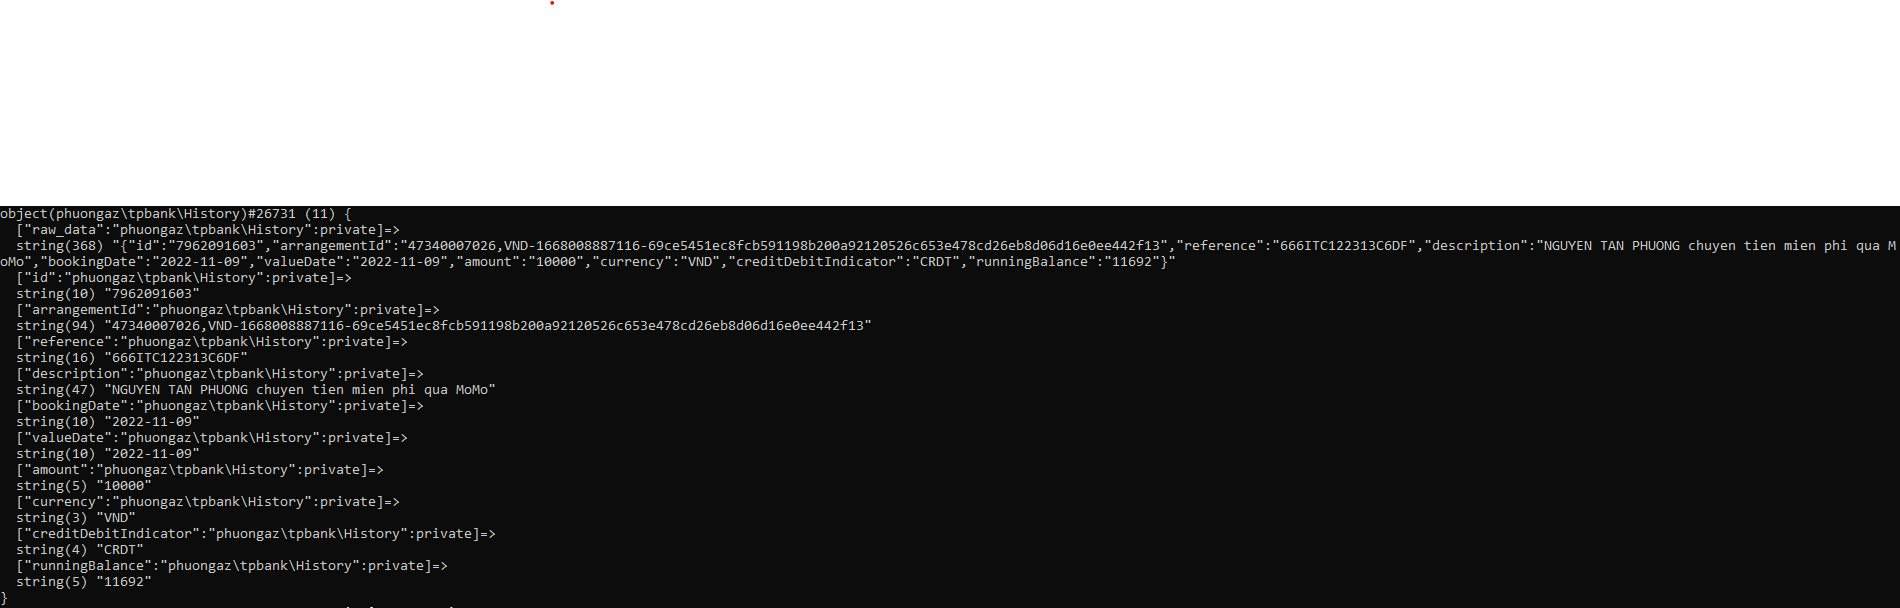 object(phuongaz\tpbank\History)#26731 (11) {
  ["raw_data":"phuongaz\tpbank\History":private]=>
  string(368) "{"id":"7962091603","arrangementId":"47340007026,VND-1668008887116-69ce5451ec8fcb591198b200a92120526c653e478cd26eb8d06d16e0ee442f13","reference":"666ITC122313C6DF","description":"NGUYEN TAN PHUONG chuyen tien mien phi qua M
oMo","bookingDate":"2022-11-09","valueDate":"2022-11-09","amount":"10000","currency":"VND","creditDebitIndicator":"CRDT","runningBalance":"11692"}"
  ["id":"phuongaz\tpbank\History":private]=>
  string(10) "7962091603"
  ["arrangementId":"phuongaz\tpbank\History":private]=>
  string(94) "47340007026,VND-1668008887116-69ce5451ec8fcb591198b200a92120526c653e478cd26eb8d06d16e0ee442f13"
  ["reference":"phuongaz\tpbank\History":private]=>
  string(16) "666ITC122313C6DF"
  ["description":"phuongaz\tpbank\History":private]=>
  string(47) "NGUYEN TAN PHUONG chuyen tien mien phi qua MoMo"
  ["bookingDate":"phuongaz\tpbank\History":private]=>
  string(10) "2022-11-09"
  ["valueDate":"phuongaz\tpbank\History":private]=>
  string(10) "2022-11-09"
  ["amount":"phuongaz\tpbank\History":private]=>
  string(5) "10000"
  ["currency":"phuongaz\tpbank\History":private]=>
  string(3) "VND"
  ["creditDebitIndicator":"phuongaz\tpbank\History":private]=>
  string(4) "CRDT"
  ["runningBalance":"phuongaz\tpbank\History":private]=>
  string(5) "11692"
}